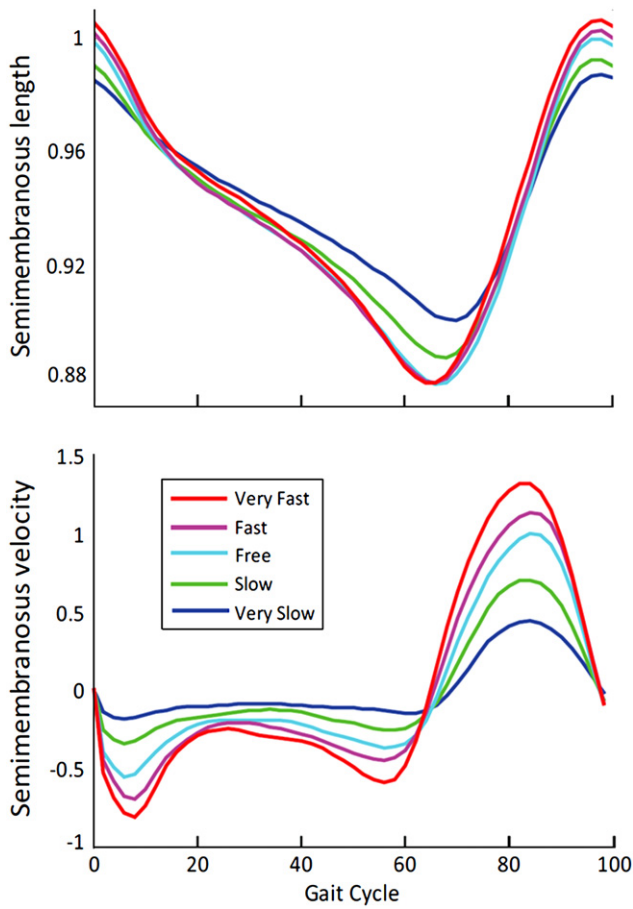 Semimembranosus length
1
0.96
0.92
0.88
Semimembranosus velocity
1.5
1
0.5
0
-0.5
-1
Very Fast
Fast
Free
Slow
Very Slow
0 20 40 60 80 100
Gait Cycle